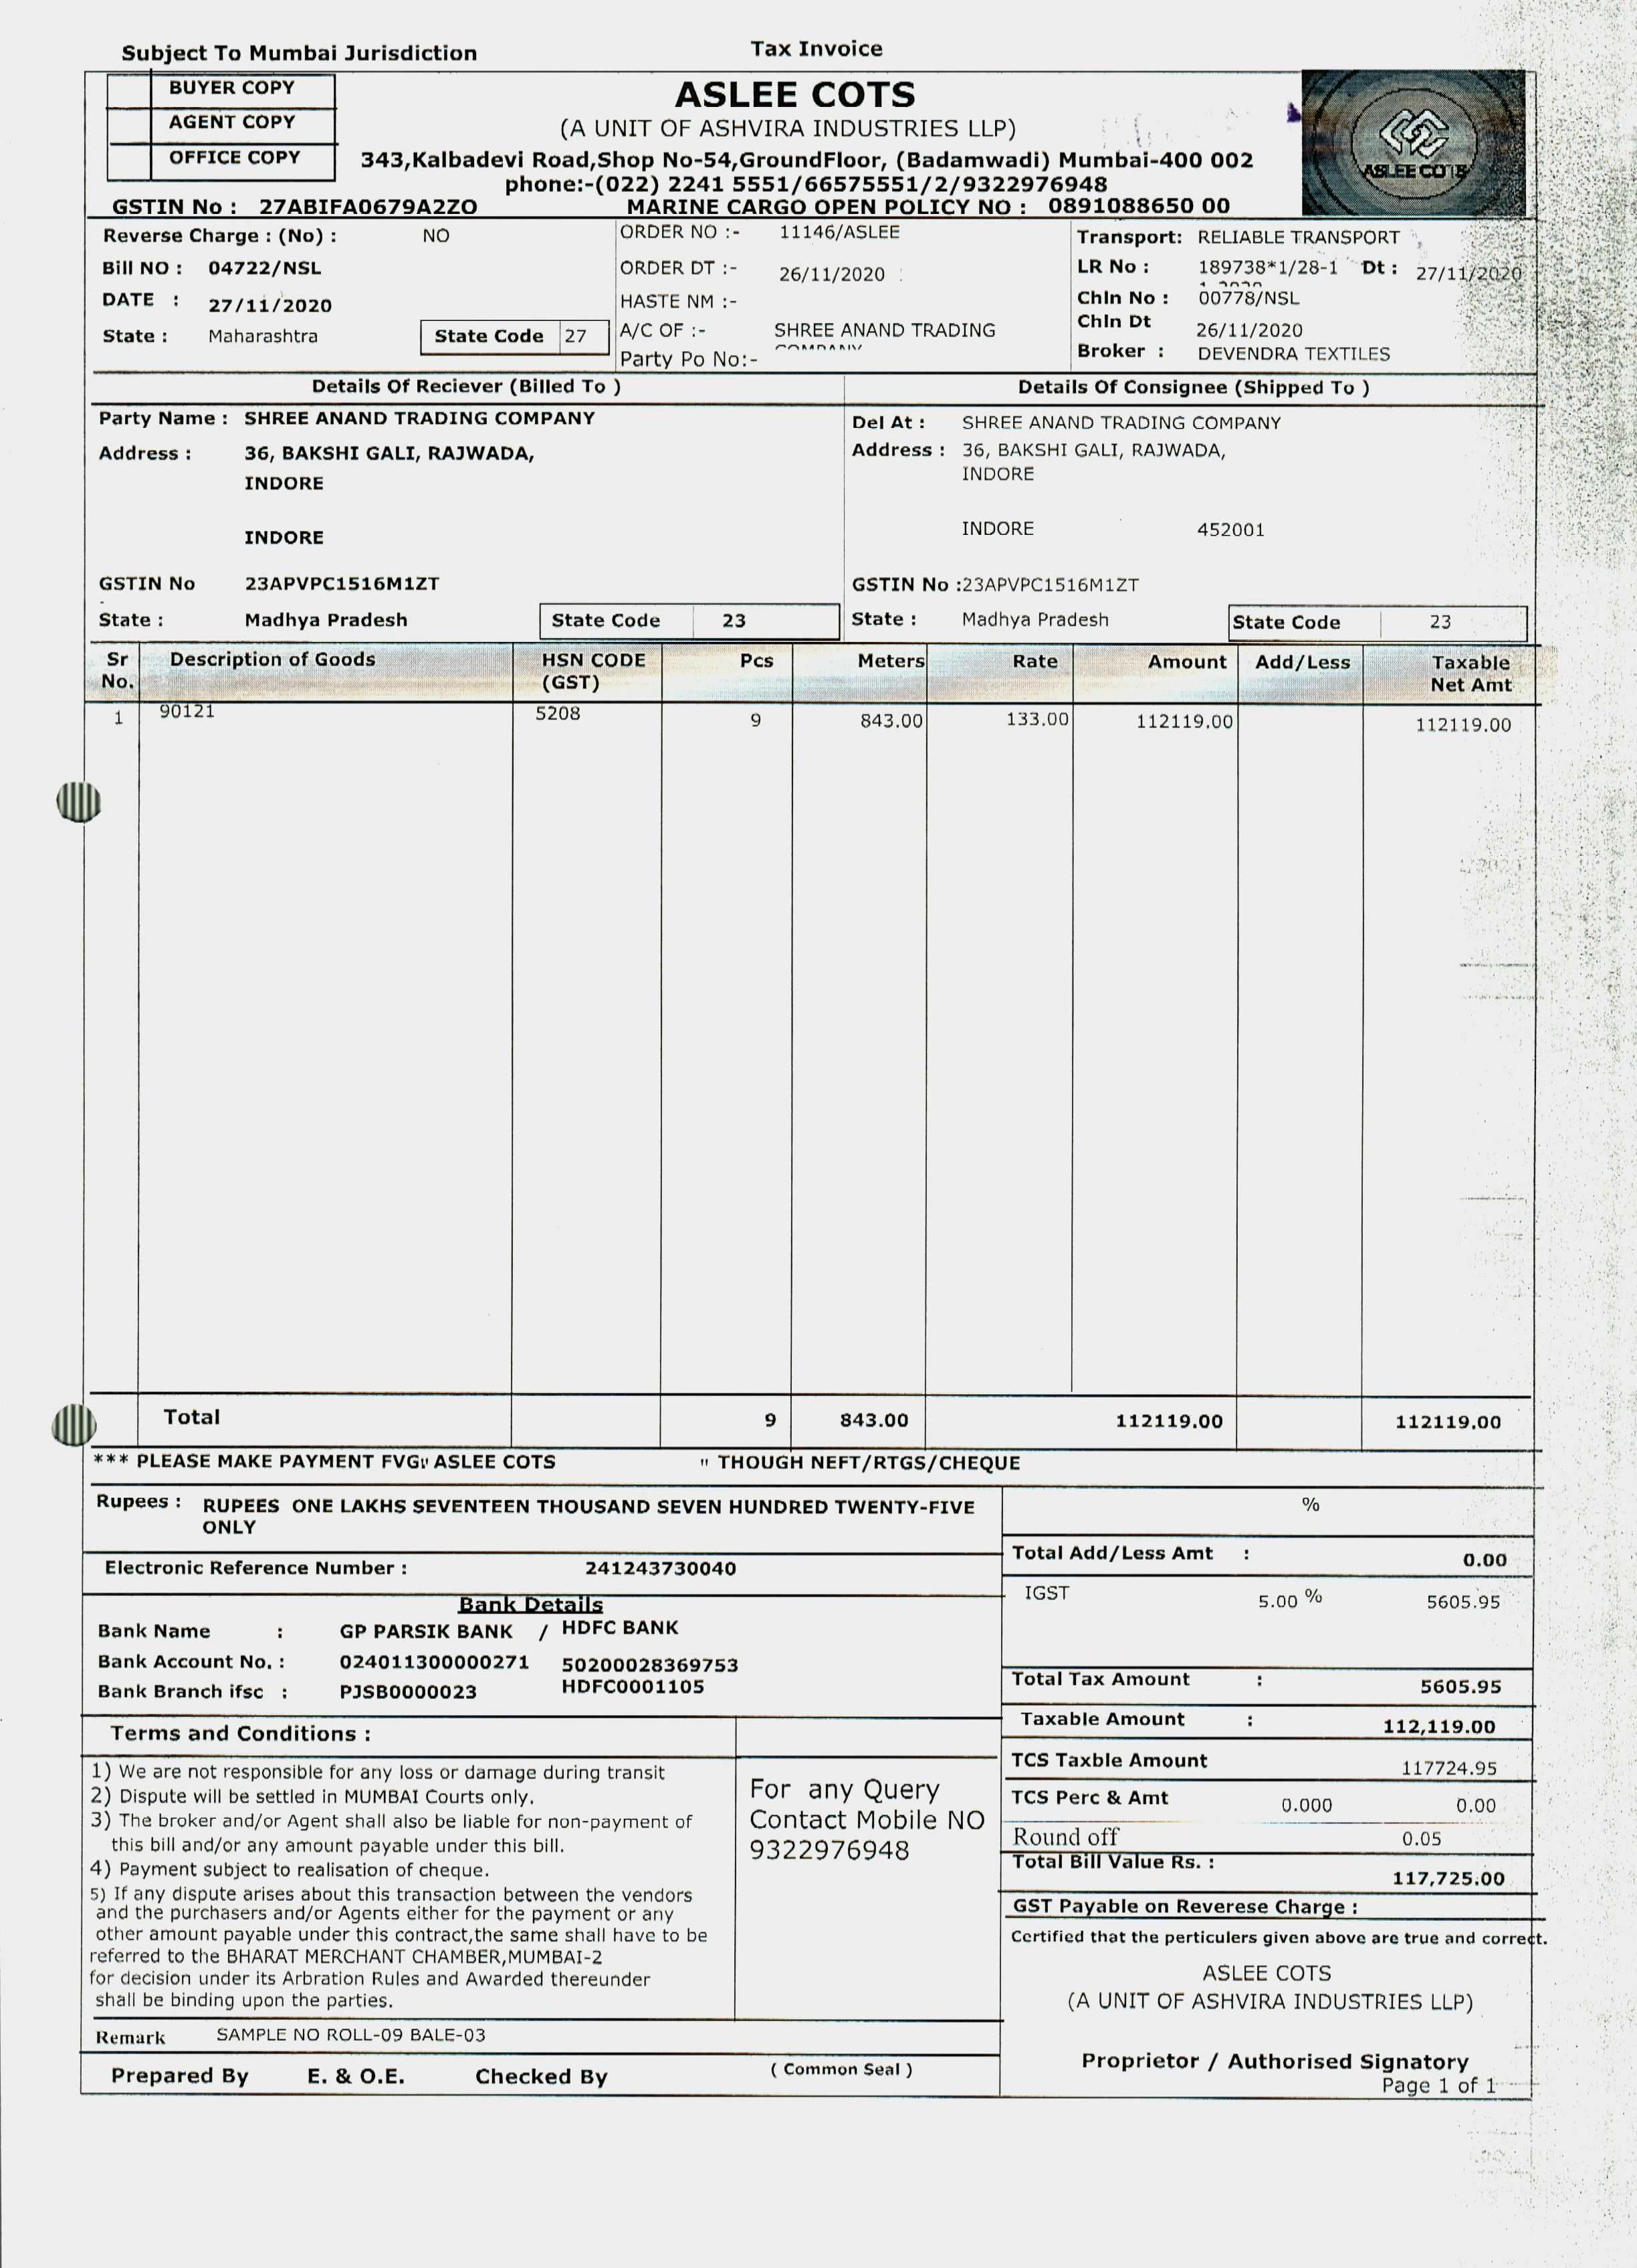 Subject To Mumbai Jurisdiction
Tax Invoice
BUYER COPY
AGENT COPY
OFFICE COPY
ASLEE COTS
(A UNIT OF ASHVIRA INDUSTRIES LLP)
343,Kalbadevi Road,Shop No-54,GroundFloor, (Badamwadi) Mumbai-400 002
phone:-(022) 2241 5551/66575551/2/9322976948
ASLEE COTS
GSTIN No : 27ABIFA0679A2ZO MARINE CARGO OPEN POLICY NO : 0891088650 00
Reverse Charge : (No) : NO
Bill NO : 04722/NSL
DATE : 27/11/2020
State : Maharashtra State Code 27
ORDER NO :- 11146/ASLEE
ORDER DT :- 26/11/2020
HASTE NM :-
A/C OF :- SHREE ANAND TRADING
Party Po No:-
Transport: RELIABLE TRANSPORT
LR No : 189738*1/28-1 Dt : 27/11/2020
Chln No : 00778/NSL
Chln Dt 26/11/2020
Broker : DEVENDRA TEXTILES
Details Of Reciever (Billed To )
Party Name : SHREE ANAND TRADING COMPANY
Address : 36, BAKSHI GALI, RAJWADA,
INDORE
INDORE
GSTIN No 23APVPC1516M1ZT
State : Madhya Pradesh State Code 23
Details Of Consignee (Shipped To )
Del At : SHREE ANAND TRADING COMPANY
Address : 36, BAKSHI GALI, RAJWADA,
INDORE
INDORE 452001
GSTIN No :23APVPC1516M1ZT
State : Madhya Pradesh State Code 23
Sr No. Description of Goods HSN CODE (GST) Pcs Meters Rate Amount Add/Less Taxable Net Amt
1 90121 5208 9 843.00 133.00 112119.00 112119.00
Total 9 843.00 112119.00 112119.00
*** PLEASE MAKE PAYMENT FVG" ASLEE COTS " THOUGH NEFT/RTGS/CHEQUE
Rupees : RUPEES ONE LAKHS SEVENTEEN THOUSAND SEVEN HUNDRED TWENTY-FIVE
ONLY
Electronic Reference Number : 241243730040
Bank Details
Bank Name : GP PARSIK BANK / HDFC BANK
Bank Account No. : 024011300000271 50200028369753
Bank Branch ifsc : PJSB0000023 HDFC0001105
%
Total Add/Less Amt : 0.00
IGST 5.00 % 5605.95
Total Tax Amount : 5605.95
Taxable Amount : 112,119.00
TCS Taxble Amount 117724.95
TCS Perc & Amt 0.000 0.00
Round off 0.05
Total Bill Value Rs. : 117,725.00
GST Payable on Reverese Charge :
Certified that the perticulers given above are true and correct.
ASLEE COTS
(A UNIT OF ASHVIRA INDUSTRIES LLP)
Proprietor / Authorised Signatory
Page 1 of 1
Terms and Conditions :
1) We are not responsible for any loss or damage during transit
2) Dispute will be settled in MUMBAI Courts only.
3) The broker and/or Agent shall also be liable for non-payment of
this bill and/or any amount payable under this bill.
4) Payment subject to realisation of cheque.
5) If any dispute arises about this transaction between the vendors
and the purchasers and/or Agents either for the payment or any
other amount payable under this contract,the same shall have to be
referred to the BHARAT MERCHANT CHAMBER,MUMBAI-2
for decision under its Arbration Rules and Awarded thereunder
shall be binding upon the parties.
For any Query
Contact Mobile NO
9322976948
Remark SAMPLE NO ROLL-09 BALE-03
Prepared By E. & O.E. Checked By ( Common Seal )